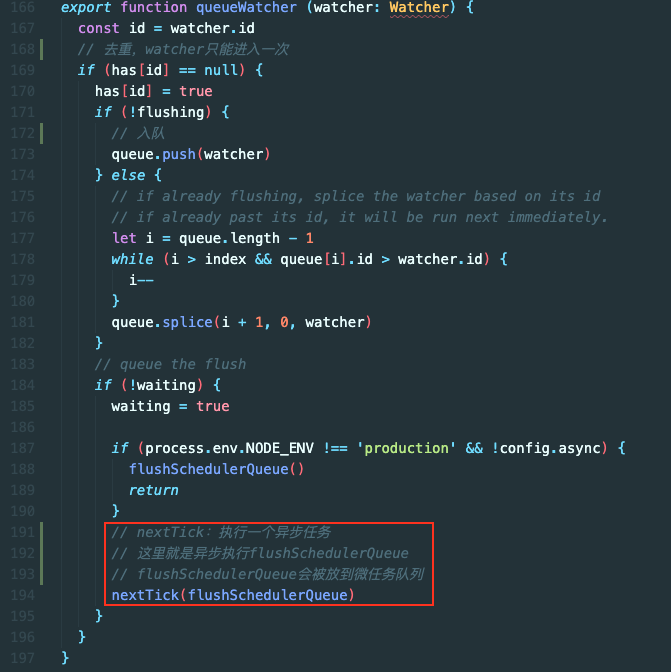 166 export function queueWatcher (watcher: Watcher) {
167 const id = watcher.id
168 // 去重，watcher只能进入一次
169 if (has[id] == null) {
170 has[id] = true
171 if (!flushing) {
172 // 入队
173 queue.push(watcher)
174 } else {
175 // if already flushing, splice the watcher based on its id
176 // if already past its id, it will be run next immediately.
177 let i = queue.length - 1
178 while (i > index && queue[i].id > watcher.id) {
179 i--
180 }
181 queue.splice(i + 1, 0, watcher)
182 }
183 // queue the flush
184 if (!waiting) {
185 waiting = true
186
187 if (process.env.NODE_ENV !== 'production' && !config.async) {
188 flushSchedulerQueue()
189 return
190 }
191 // nextTick：执行一个异步任务
192 // 这里就是异步执行flushSchedulerQueue
193 // flushSchedulerQueue会被放到微任务队列
194 nextTick(flushSchedulerQueue)
195 }
196 }
197 }